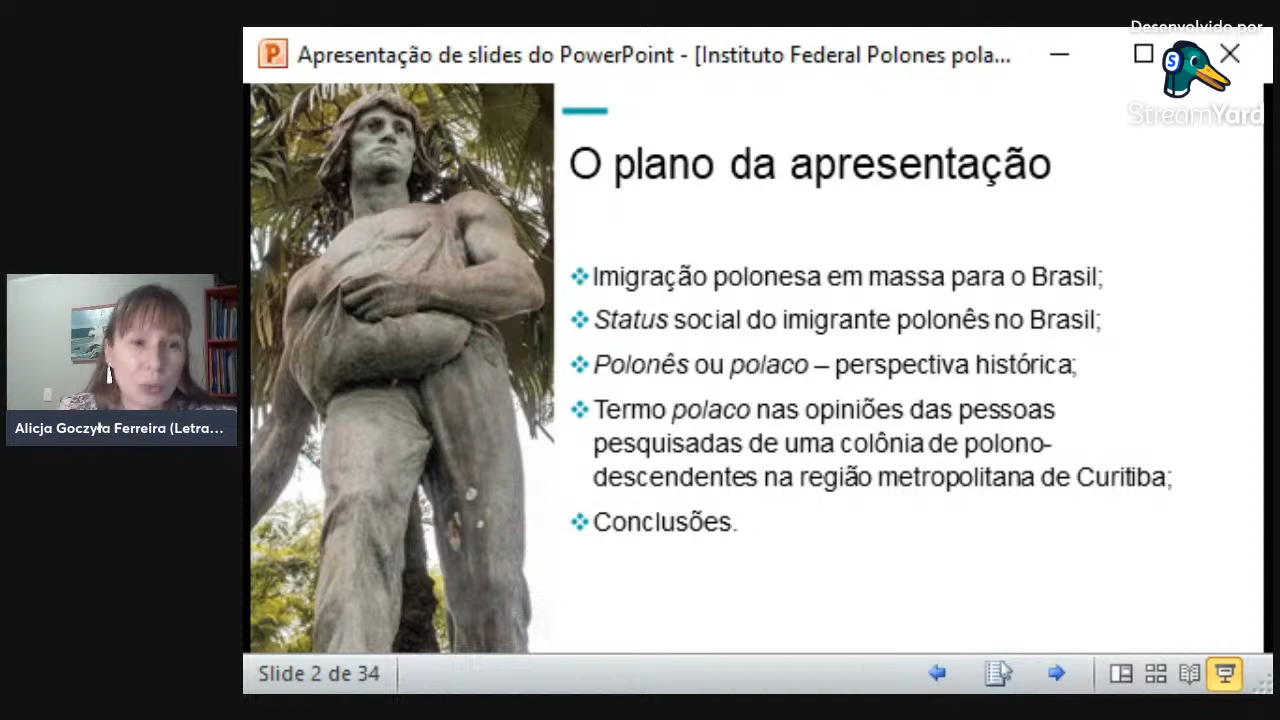 Desenvolvido por
StreamYard
Apresentação de slides do PowerPoint - [Instituto Federal Polones pola...
O plano da apresentação
Imigração polonesa em massa para o Brasil;
Status social do imigrante polonês no Brasil;
Polonês ou polaco – perspectiva histórica;
Termo polaco nas opiniões das pessoas
pesquisadas de uma colônia de polono-
descendentes na região metropolitana de Curitiba;
Conclusões.
Alicja Goczyła Ferreira (Letra...
Slide 2 de 34